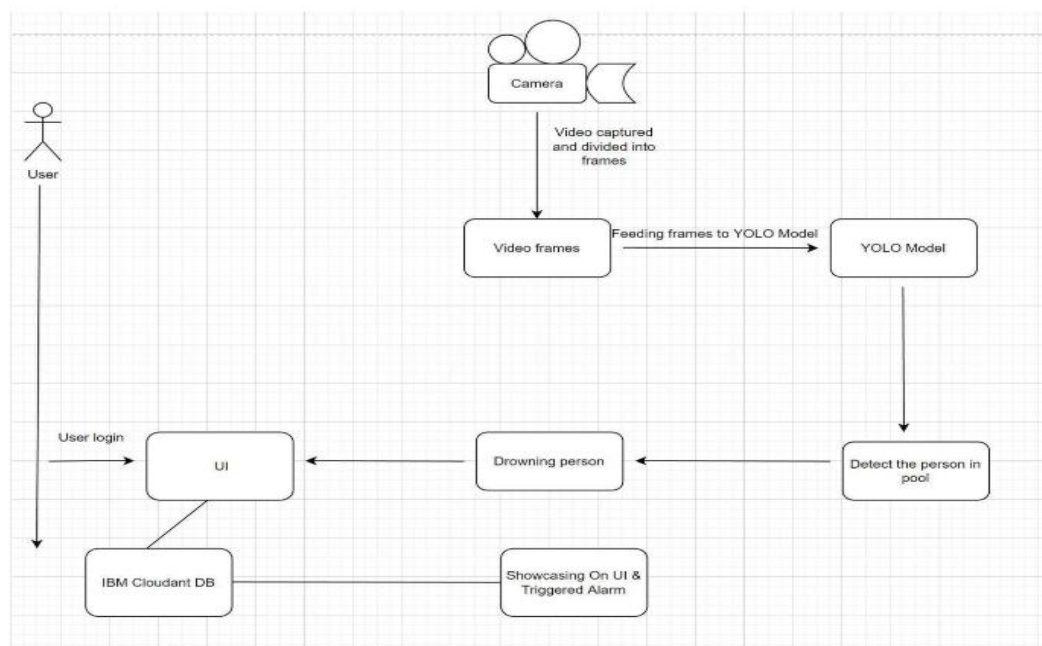 Camera
Video captured
and divided into
frames
User
Video frames
Feeding frames to YOLO Model
YOLO Model
User login
UI
Drowning person
Detect the person in
pool
IBM Cloudant DB
Showcasing On UI &
Triggered Alarm